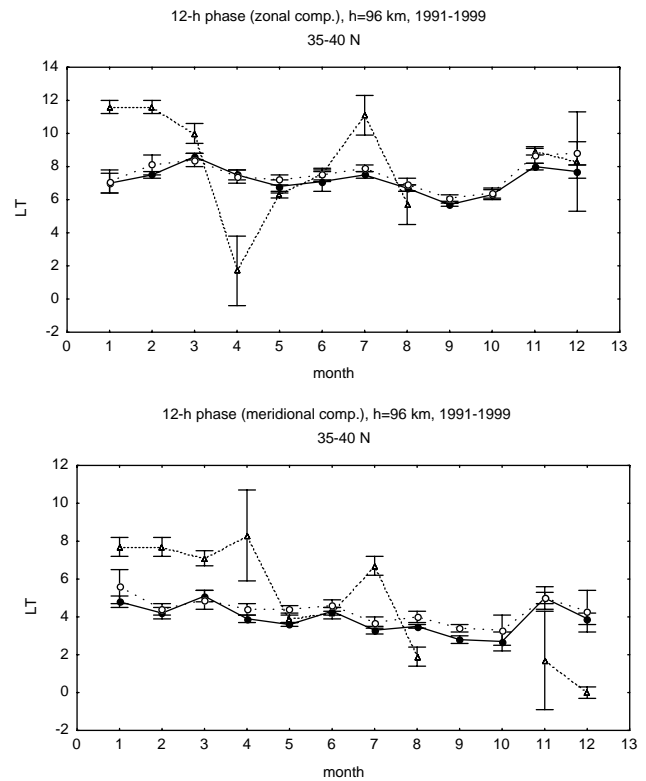 12-h phase (zonal comp.), h=96 km, 1991-1999
35-40 N
14
12
10
8
6
4
2
0
-2
LT
0 1 2 3 4 5 6 7 8 9 10 11 12 13
month
12-h phase (meridional comp.), h=96 km, 1991-1999
35-40 N
12
10
8
6
4
2
0
-2
LT
0 1 2 3 4 5 6 7 8 9 10 11 12 13
month